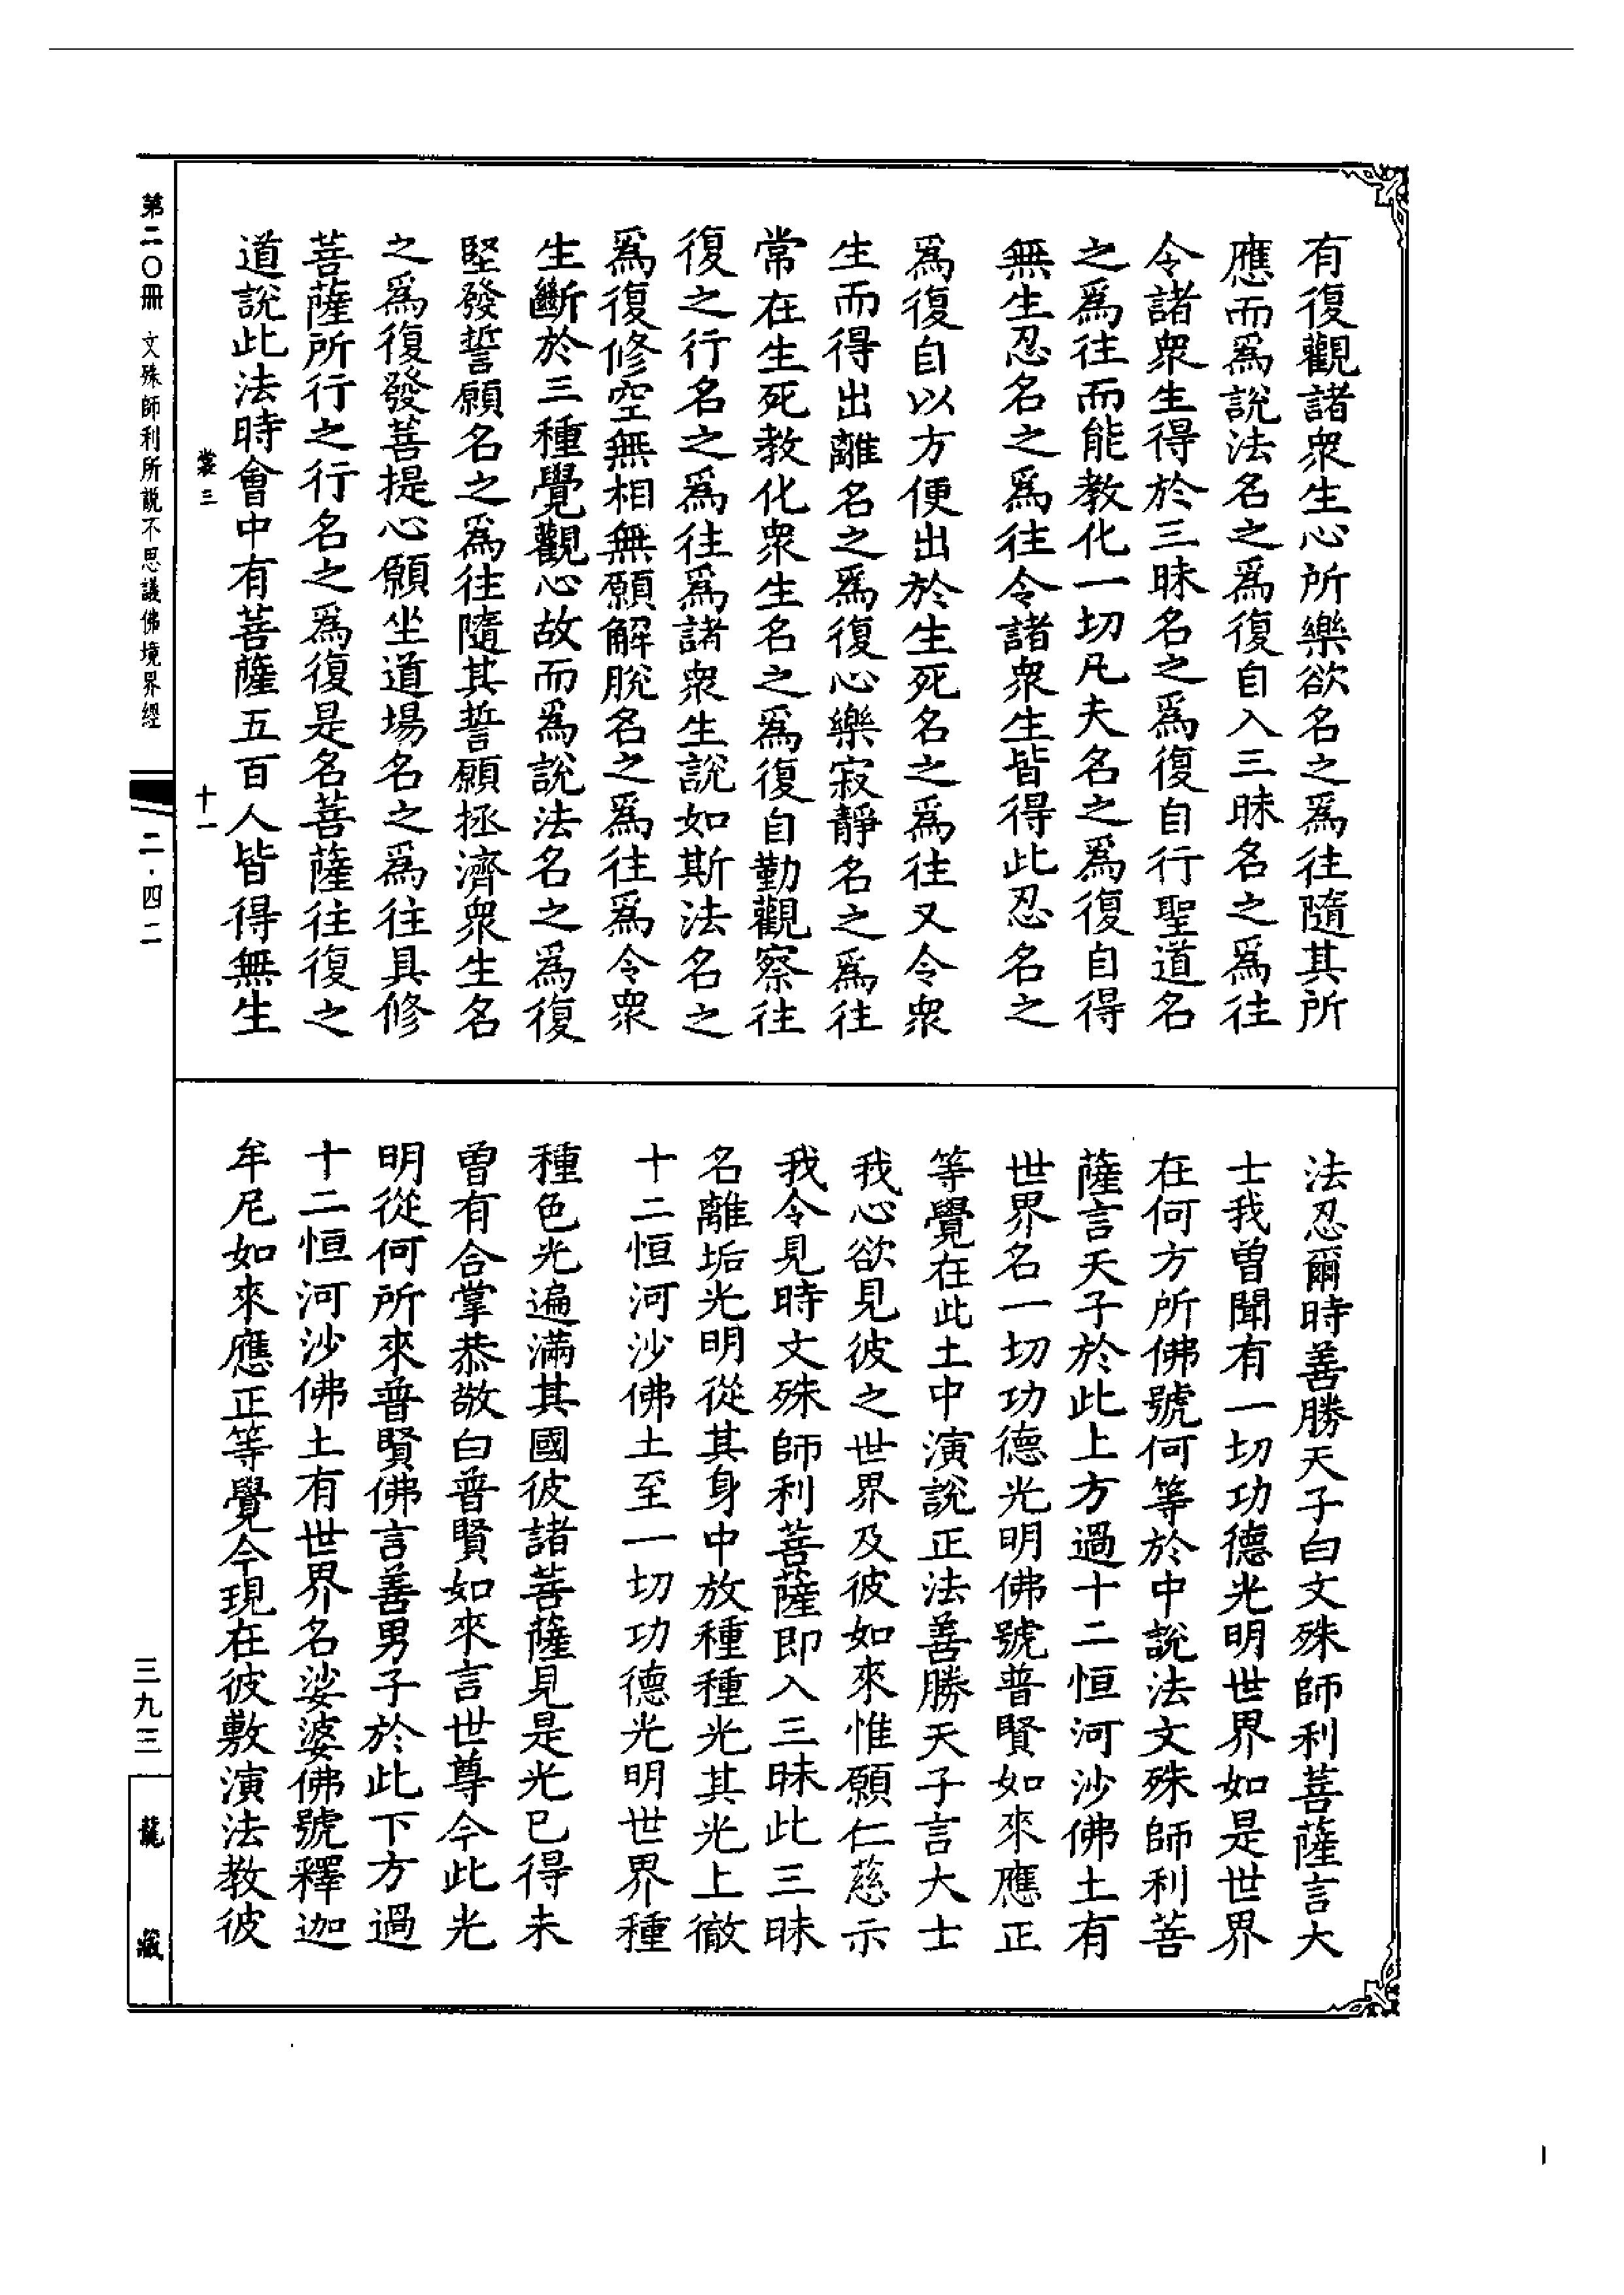 有復觀諸衆生心所樂欲名之爲往隨其所
應而爲說法名之爲復自入三昧名之爲往
令諸衆生得於三昧名之爲復自行聖道名
之爲往而能教化一切凡夫名之爲復自得
無生忍名之爲往令諸衆生皆得此忍名之
爲復自以方便出於生死名之爲往又令衆
生而得出離名之爲復心樂寂靜名之爲往
常在生死教化衆生名之爲復自勤觀察往
復之行名之爲往爲諸衆生說如斯法名之
爲復修空無相無願解脫名之爲往爲令衆
生斷於三種覺觀心故而爲說法名之爲復
堅發誓願名之爲往隨其誓願拯濟衆生名
之爲復發菩提心願坐道場名之爲往具修
菩薩所行之行名之爲復是名菩薩往復之
道說此法時會中有菩薩五百人皆得無生
裳三 十一
法忍爾時善勝天子白文殊師利菩薩言大
士我曾聞有一切功德光明世界如是世界
在何方所佛號何等於中說法文殊師利菩
薩言天子於此上方過十二恒河沙佛土有
世界名一切功德光明佛號普賢如來應正
等覺在此土中演說正法善勝天子言大士
我心欲見彼之世界及彼如來惟願仁慈示
我令見時文殊師利菩薩即入三昧此三昧
名離垢光明從其身中放種種光其光上徹
十二恒河沙佛土至一切功德光明世界種
種色光遍滿其國彼諸菩薩見是光已得未
曾有合掌恭敬白普賢如來言世尊今此光
明從何所來普賢佛言善男子於此下方過
十二恒河沙佛土有世界名娑婆佛號釋迦
牟尼如來應正等覺今現在彼敷演法教彼
第二〇冊 文殊師利所說不思議佛境界經
二·四二
三九三
龍藏